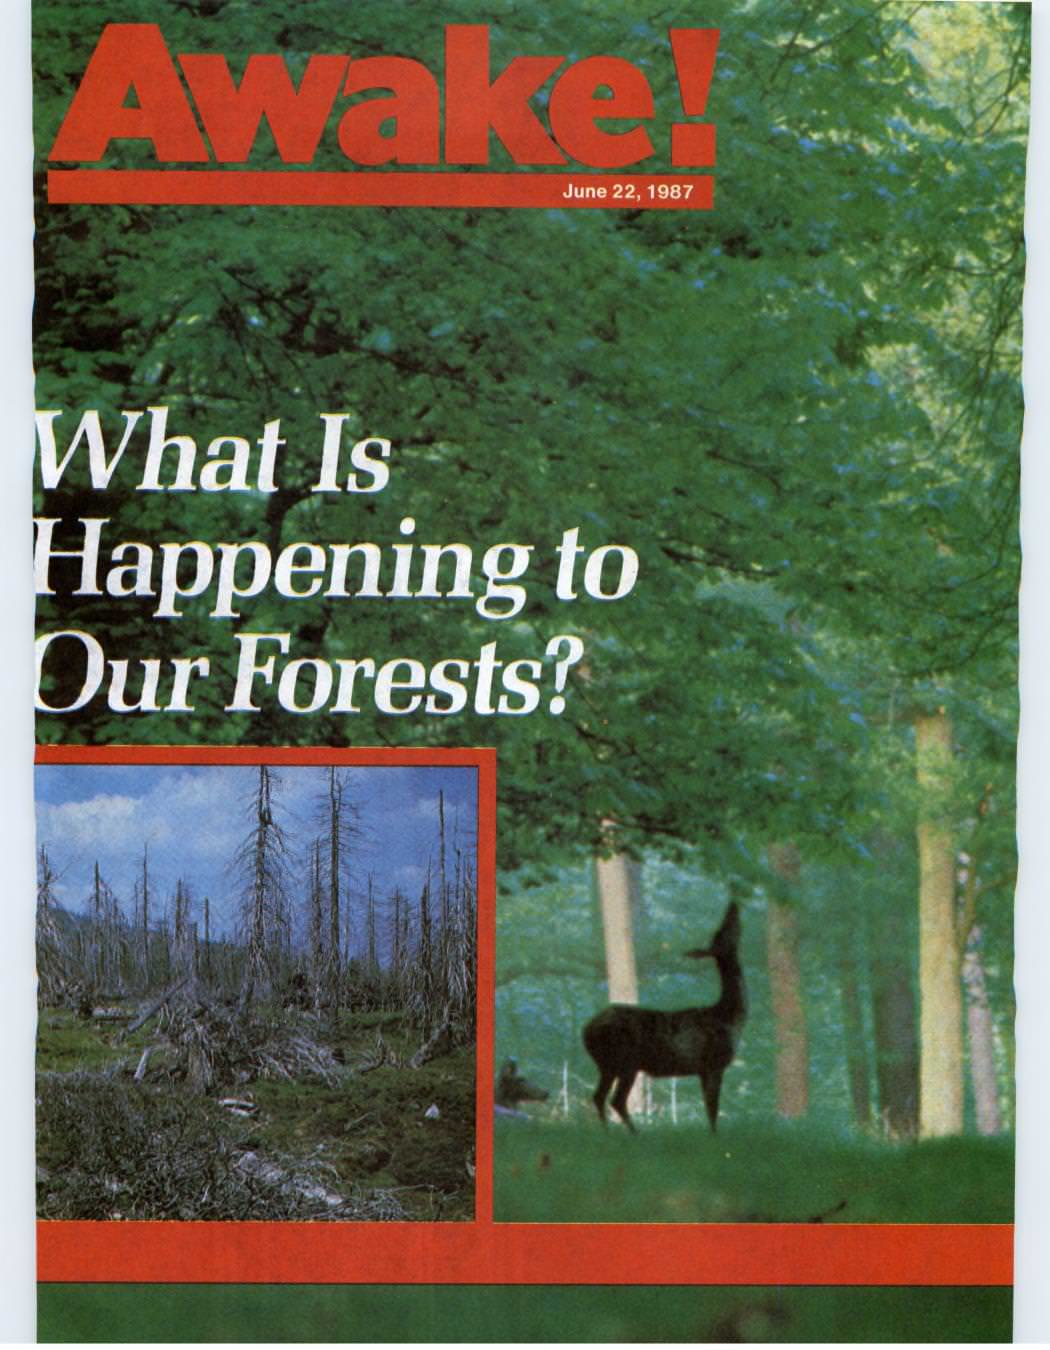 Awake!
June 22, 1987
What Is
Happening to
Our Forests?